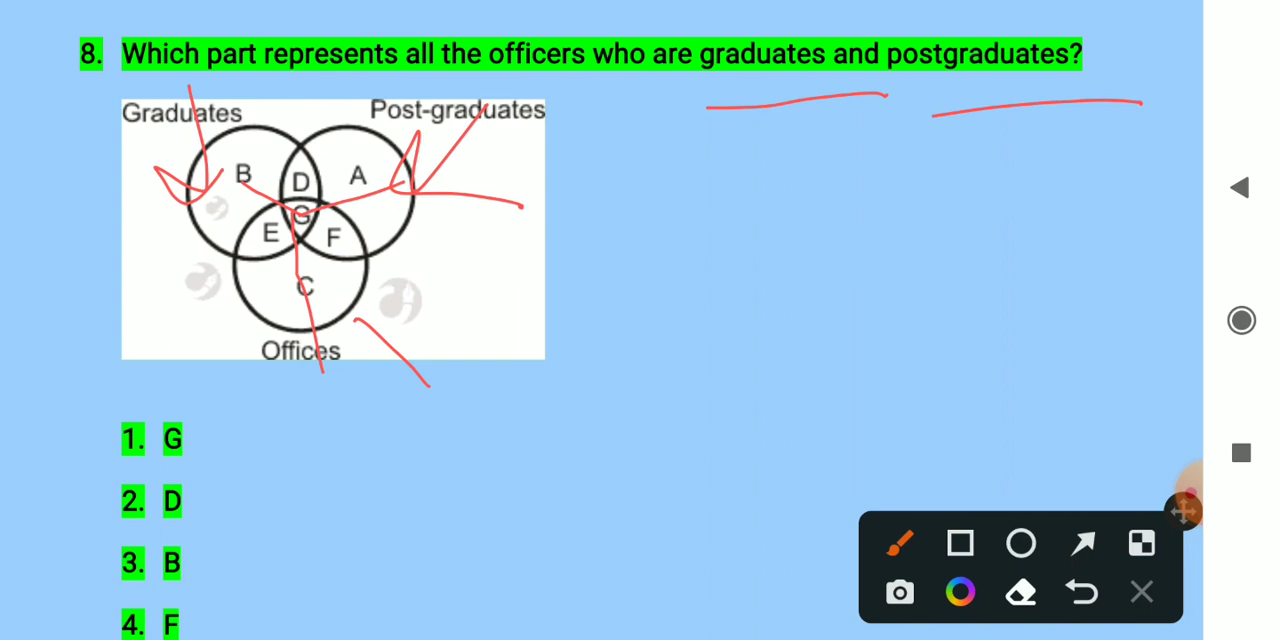 8. Which part represents all the officers who are graduates and postgraduates?
Graduates Post-graduates
B D A
G
E F
C
Offices
1. G
2. D
3. B
4. F